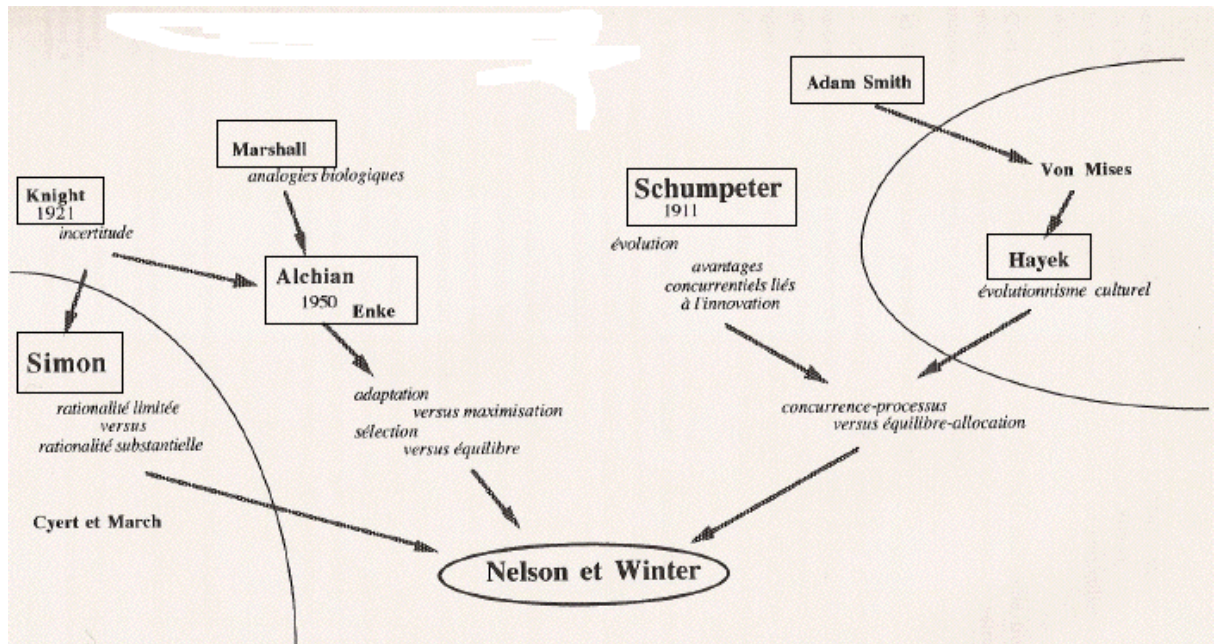 Adam Smith
Marshall
analogies biologiques
Von Mises
Knight
1921
incertitude
Schumpeter
1911
évolution
avantages
concurrentiels liés
à l'innovation
Hayek
évolutionnisme culturel
Alchian
1950
Enke
Simon
rationalité limitée
versus
rationalité substantielle
adaptation
versus maximisation
sélection
versus équilibre
concurrence-processus
versus équilibre-allocation
Cyert et March
Nelson et Winter